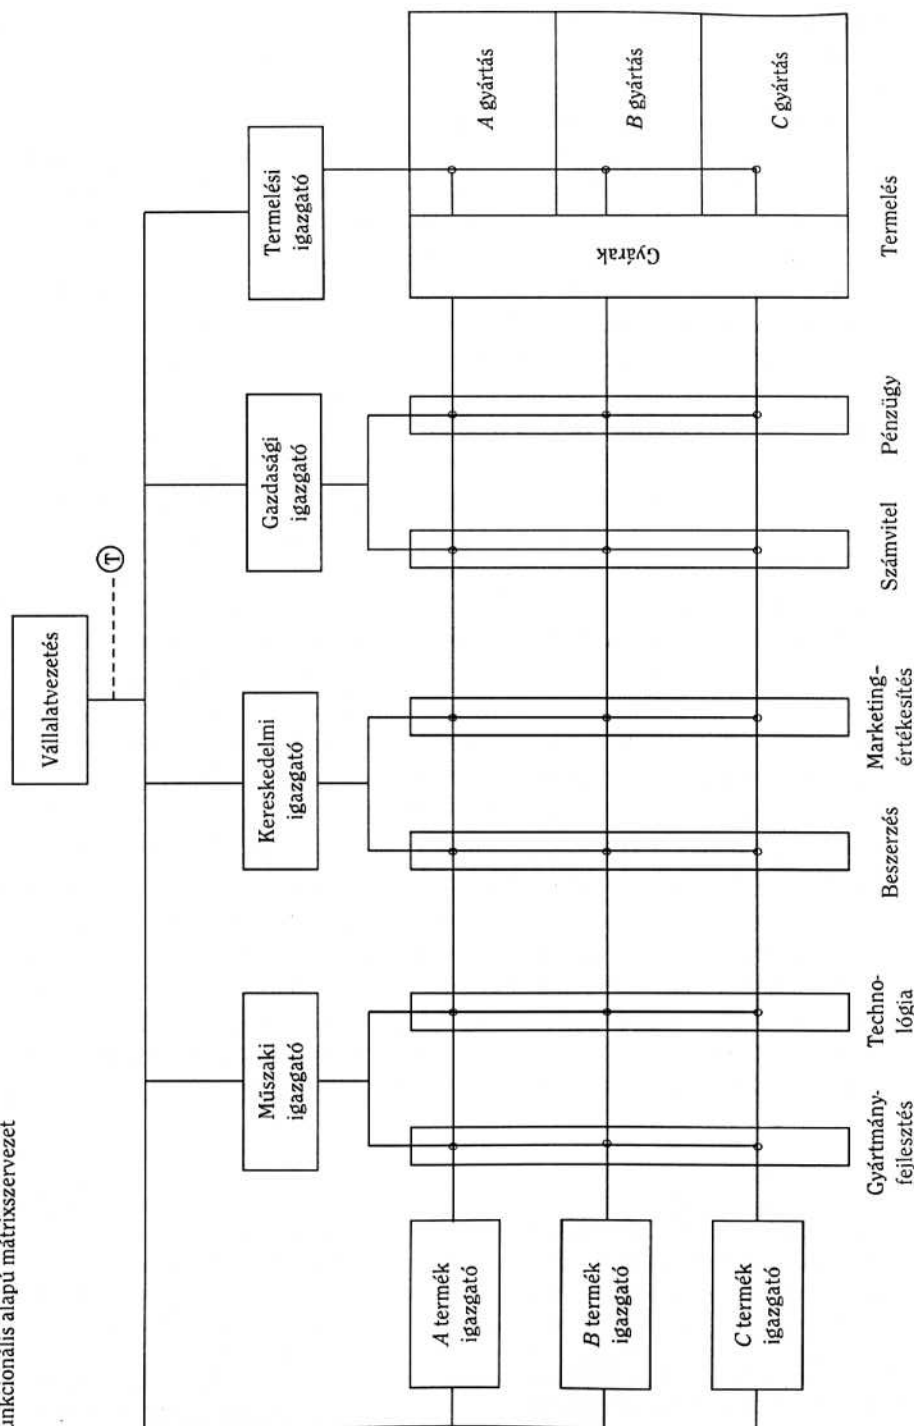 unkcionális alapú mátrixszervezet
Vállalatvezetés
T
Műszaki
igazgató
Kereskedelmi
igazgató
Gazdasági
igazgató
Termelési
igazgató
A termék
igazgató
B termék
igazgató
C termék
igazgató
Gyárak
A gyártás
B gyártás
C gyártás
Gyártmány-
fejlesztés
Techno-
lógia
Beszerzés
Marketing-
értékesítés
Számvitel
Pénzügy
Termelés